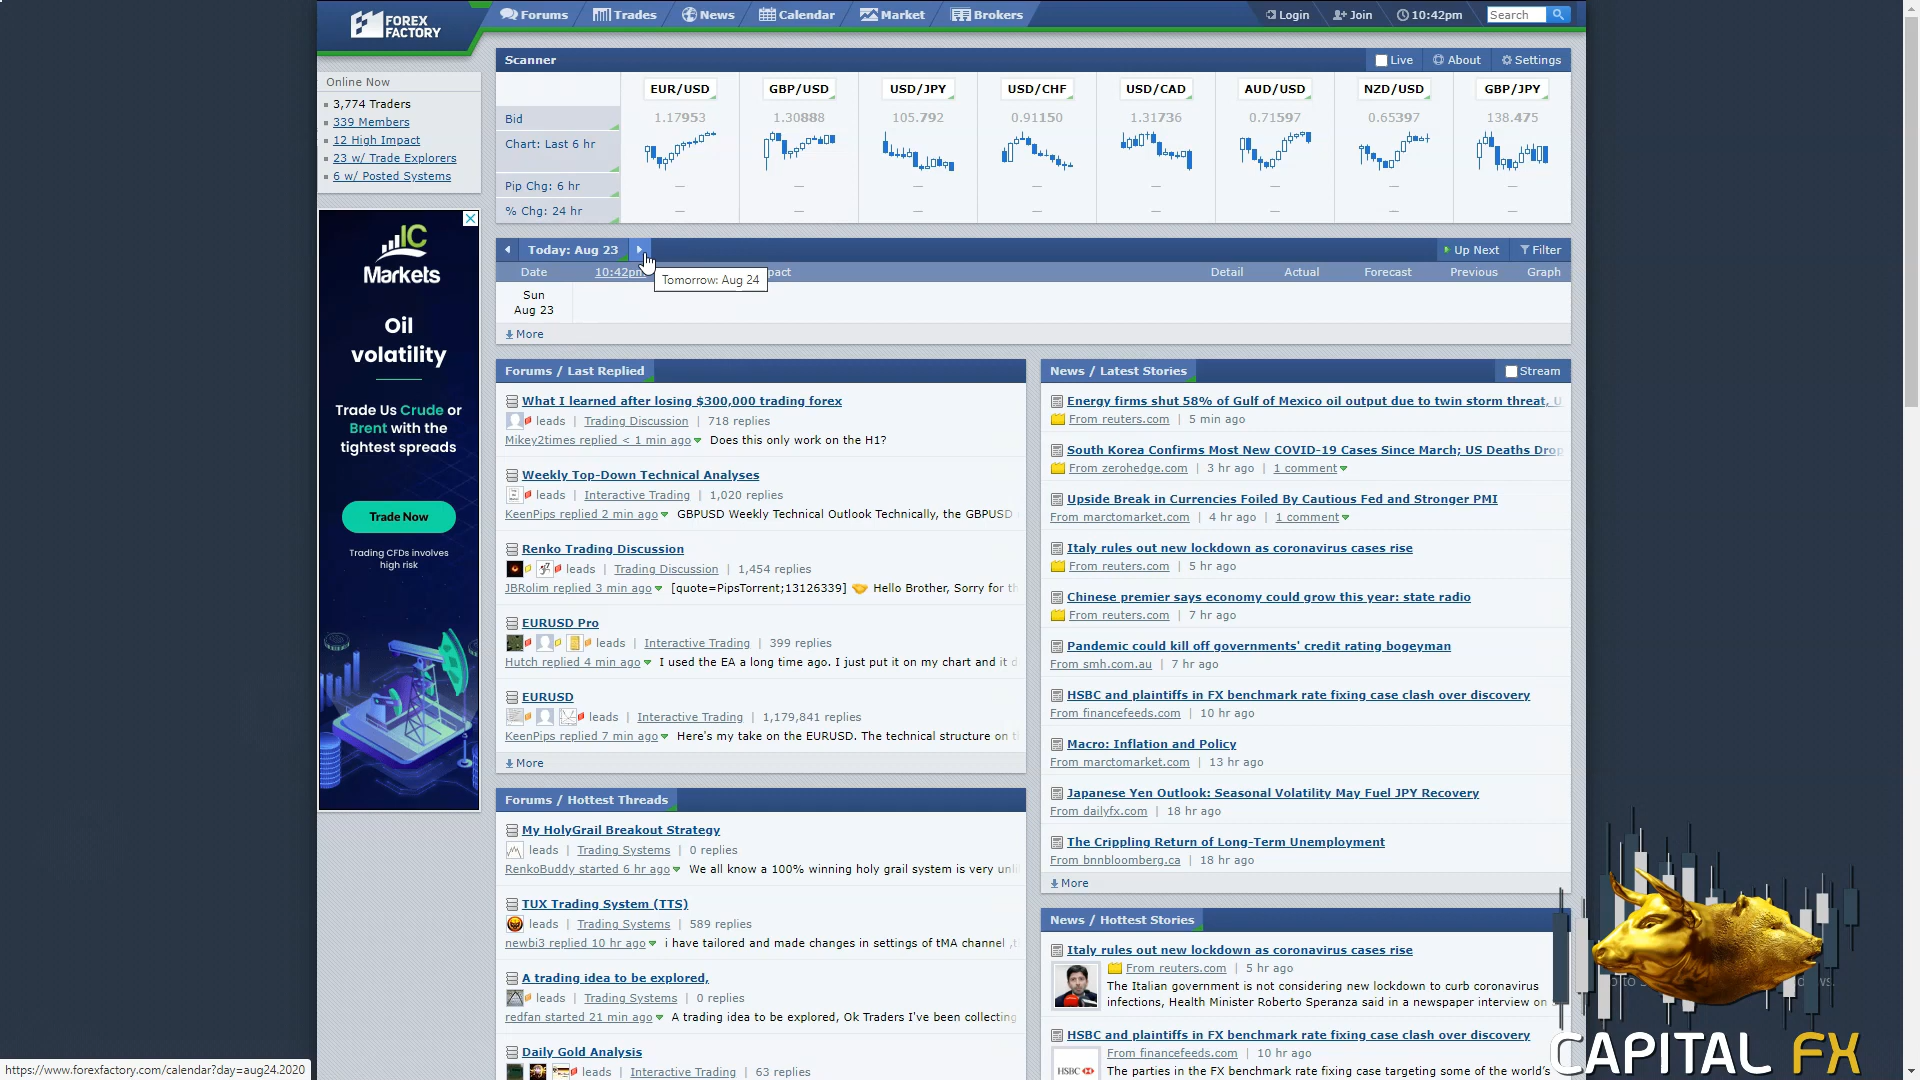 FOREX
FACTORY
Forums
Trades
News
Calendar
Market
Brokers
Login
Join
10:42pm
Search
Online Now
3,774 Traders
339 Members
12 High Impact
23 w/ Trade Explorers
6 w/ Posted Systems
IC
Markets
Oil
volatility
Trade Us Crude or
Brent with the
tightest spreads
Trade Now
Trading CFDs involves
high risk
Scanner
Live
About
Settings
EUR/USD GBP/USD USD/JPY USD/CHF USD/CAD AUD/USD NZD/USD GBP/JPY
Bid 1.17953 1.30888 105.792 0.91150 1.31736 0.71597 0.65397 138.475
Chart: Last 6 hr
Pip Chg: 6 hr — — — — — — — —
% Chg: 24 hr — — — — — — — —
Today: Aug 23
Up Next
Filter
Date 10:42pm pact Detail Actual Forecast Previous Graph
Tomorrow: Aug 24
Sun
Aug 23
More
Forums / Last Replied
What I learned after losing $300,000 trading forex
leads | Trading Discussion | 718 replies
Mikey2times replied < 1 min ago Does this only work on the H1?
Weekly Top-Down Technical Analyses
leads | Interactive Trading | 1,020 replies
KeenPips replied 2 min ago GBPUSD Weekly Technical Outlook Technically, the GBPUSD
Renko Trading Discussion
leads | Trading Discussion | 1,454 replies
JBRolim replied 3 min ago [quote=PipsTorrent;13126339] Hello Brother, Sorry for th
EURUSD Pro
leads | Interactive Trading | 399 replies
Hutch replied 4 min ago I used the EA a long time ago. I just put it on my chart and it d
EURUSD
leads | Interactive Trading | 1,179,841 replies
KeenPips replied 7 min ago Here's my take on the EURUSD. The technical structure on t
More
Forums / Hottest Threads
My HolyGrail Breakout Strategy
leads | Trading Systems | 0 replies
RenkoBuddy started 6 hr ago We all know a 100% winning holy grail system is very unl
TUX Trading System (TTS)
leads | Trading Systems | 589 replies
newbi3 replied 10 hr ago i have tailored and made changes in settings of tMA channel ,t
A trading idea to be explored,
leads | Trading Systems | 0 replies
redfan started 21 min ago A trading idea to be explored, Ok Traders I've been collecting
Daily Gold Analysis
leads | Interactive Trading | 63 replies
News / Latest Stories
Stream
Energy firms shut 58% of Gulf of Mexico oil output due to twin storm threat, U
From reuters.com | 5 min ago
South Korea Confirms Most New COVID-19 Cases Since March; US Deaths Drop
From zerohedge.com | 3 hr ago | 1 comment
Upside Break in Currencies Foiled By Cautious Fed and Stronger PMI
From marctomarket.com | 4 hr ago | 1 comment
Italy rules out new lockdown as coronavirus cases rise
From reuters.com | 5 hr ago
Chinese premier says economy could grow this year: state radio
From reuters.com | 7 hr ago
Pandemic could kill off governments' credit rating bogeyman
From smh.com.au | 7 hr ago
HSBC and plaintiffs in FX benchmark rate fixing case clash over discovery
From financefeeds.com | 10 hr ago
Macro: Inflation and Policy
From marctomarket.com | 13 hr ago
Japanese Yen Outlook: Seasonal Volatility May Fuel JPY Recovery
From dailyfx.com | 18 hr ago
The Crippling Return of Long-Term Unemployment
From bnnbloomberg.ca | 18 hr ago
More
News / Hottest Stories
Italy rules out new lockdown as coronavirus cases rise
From reuters.com | 5 hr ago
The Italian government is not considering new lockdown to curb coronavirus
infections, Health Minister Roberto Speranza said in a newspaper interview on
HSBC and plaintiffs in FX benchmark rate fixing case clash over discovery
From financefeeds.com | 10 hr ago
HSBC
The parties in the FX benchmark rate fixing case targeting some of the world's
CAPITAL FX
https://www.forexfactory.com/calendar?day=aug24.2020